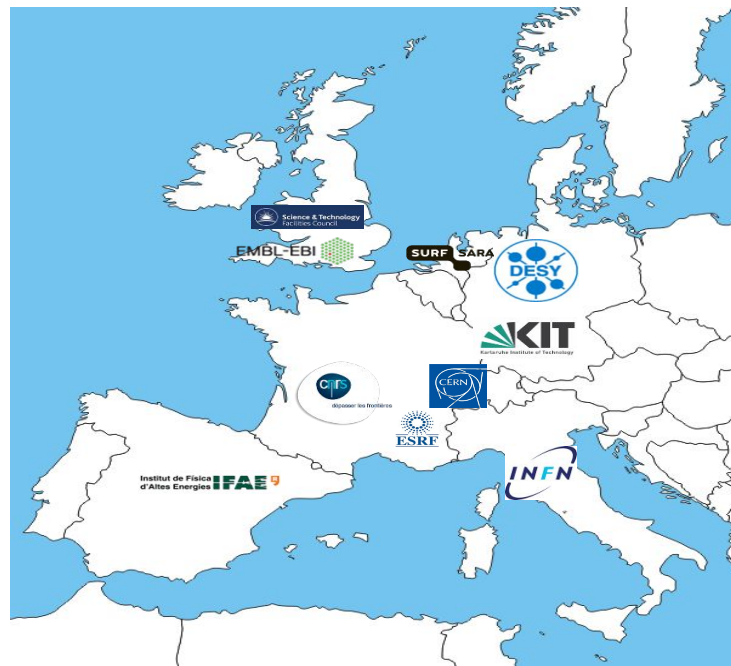 Science & Technology
Facilities Council
EMBL-EBI
SURF SARA
DESY
KIT
Karlsruhe Institute of Technology
CERN
cnrs
dépasser les frontières
ESRF
INFN
Institut de Física
d'Altes Energies IFAE